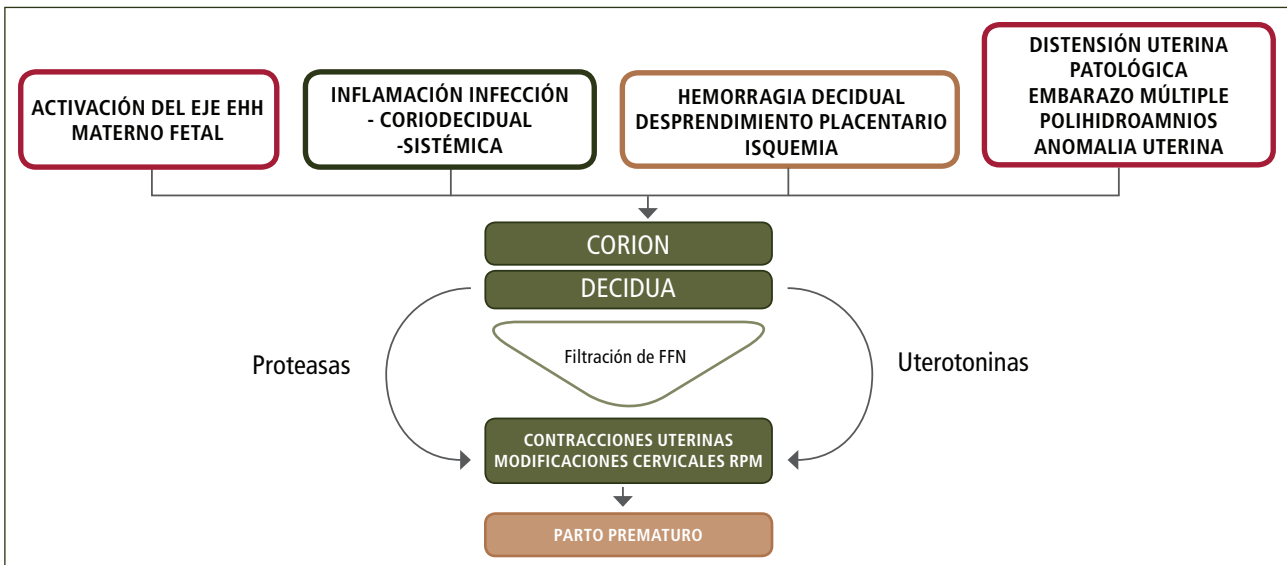 ACTIVACIÓN DEL EJE EHH
MATERNO FETAL
INFLAMACIÓN INFECCIÓN
- CORIODECIDUAL
-SISTÉMICA
HEMORRAGIA DECIDUAL
DESPRENDIMIENTO PLACENTARIO
ISQUEMIA
DISTENSIÓN UTERINA
PATOLÓGICA
EMBARAZO MÚLTIPLE
POLIHIDROAMNIOS
ANOMALIA UTERINA
CORION
DECIDUA
Proteasas
Filtración de FFN
Uterotoninas
CONTRACCIONES UTERINAS
MODIFICACIONES CERVICALES RPM
PARTO PREMATURO